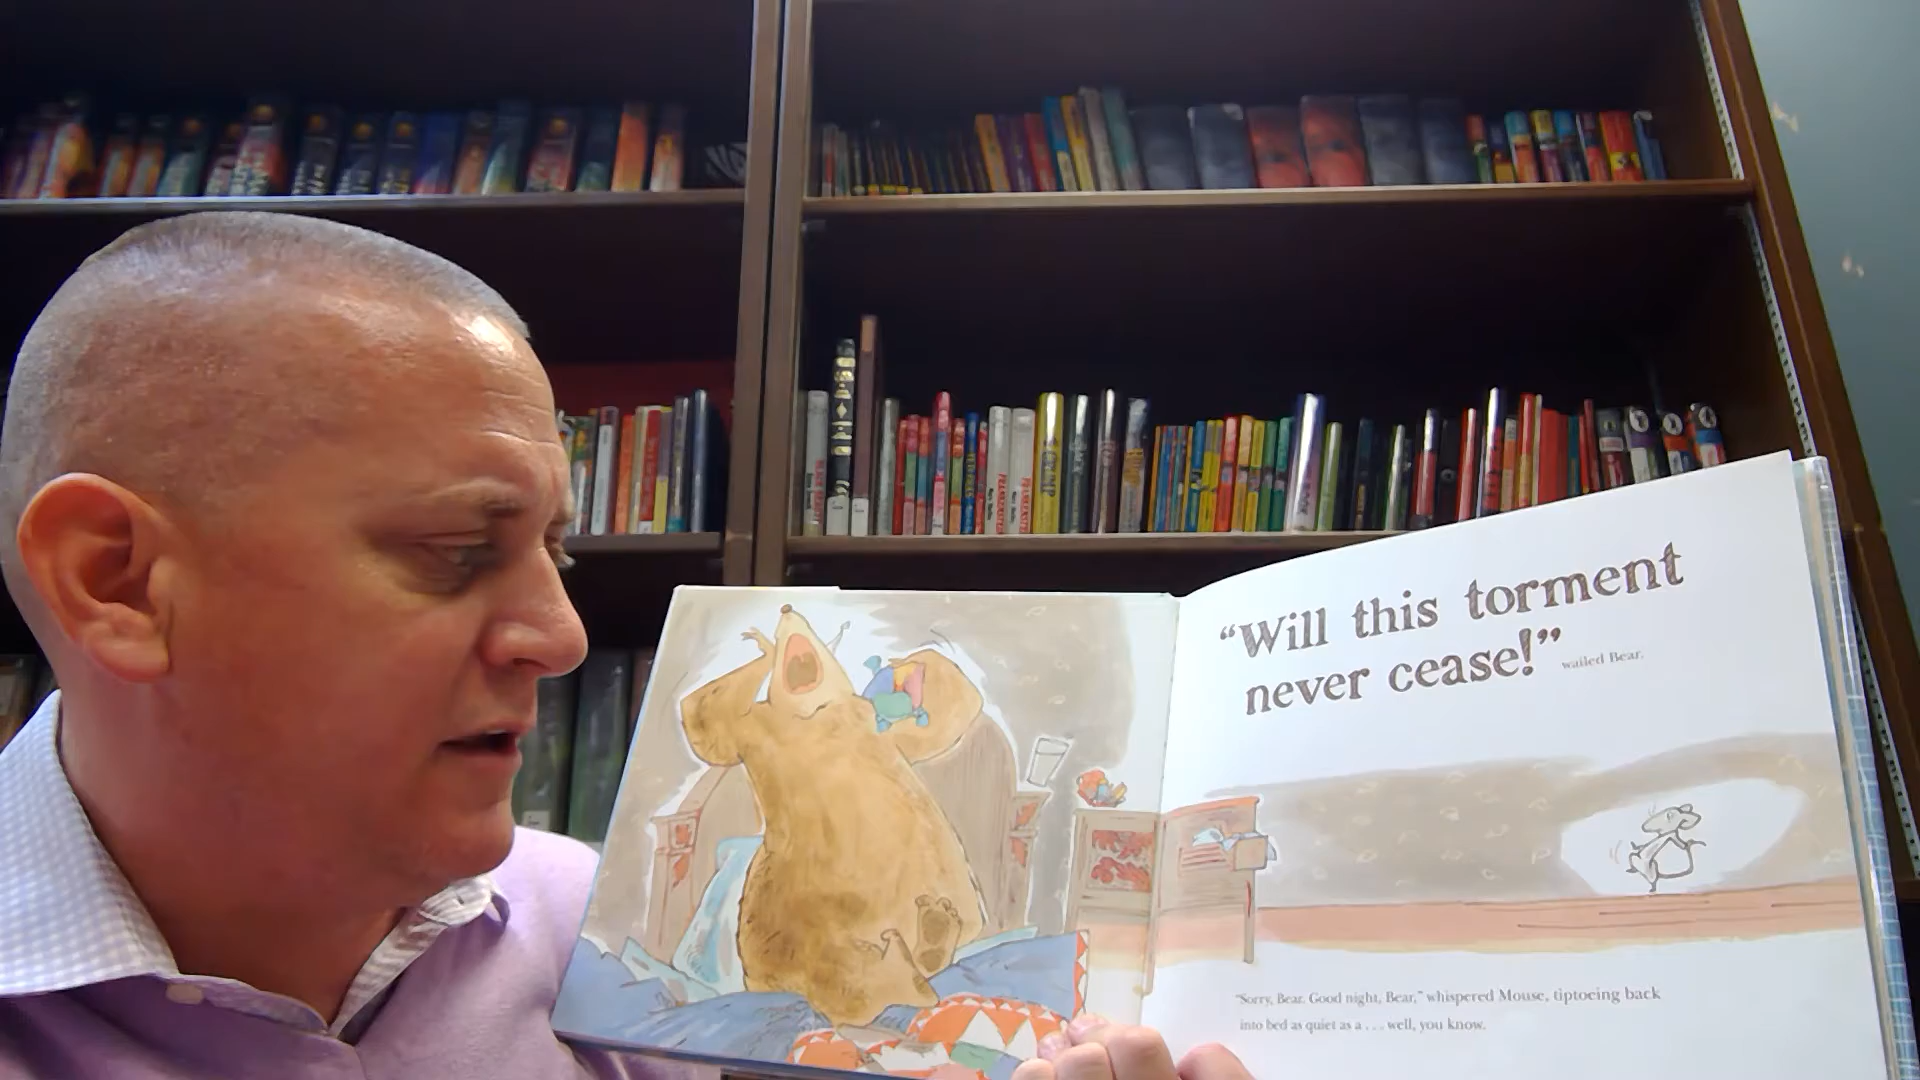 “Will this torment
never cease!” wailed Bear.
“Sorry, Bear. Good night, Bear,” whispered Mouse, tiptoeing back
into bed as quiet as a . . . well, you know.